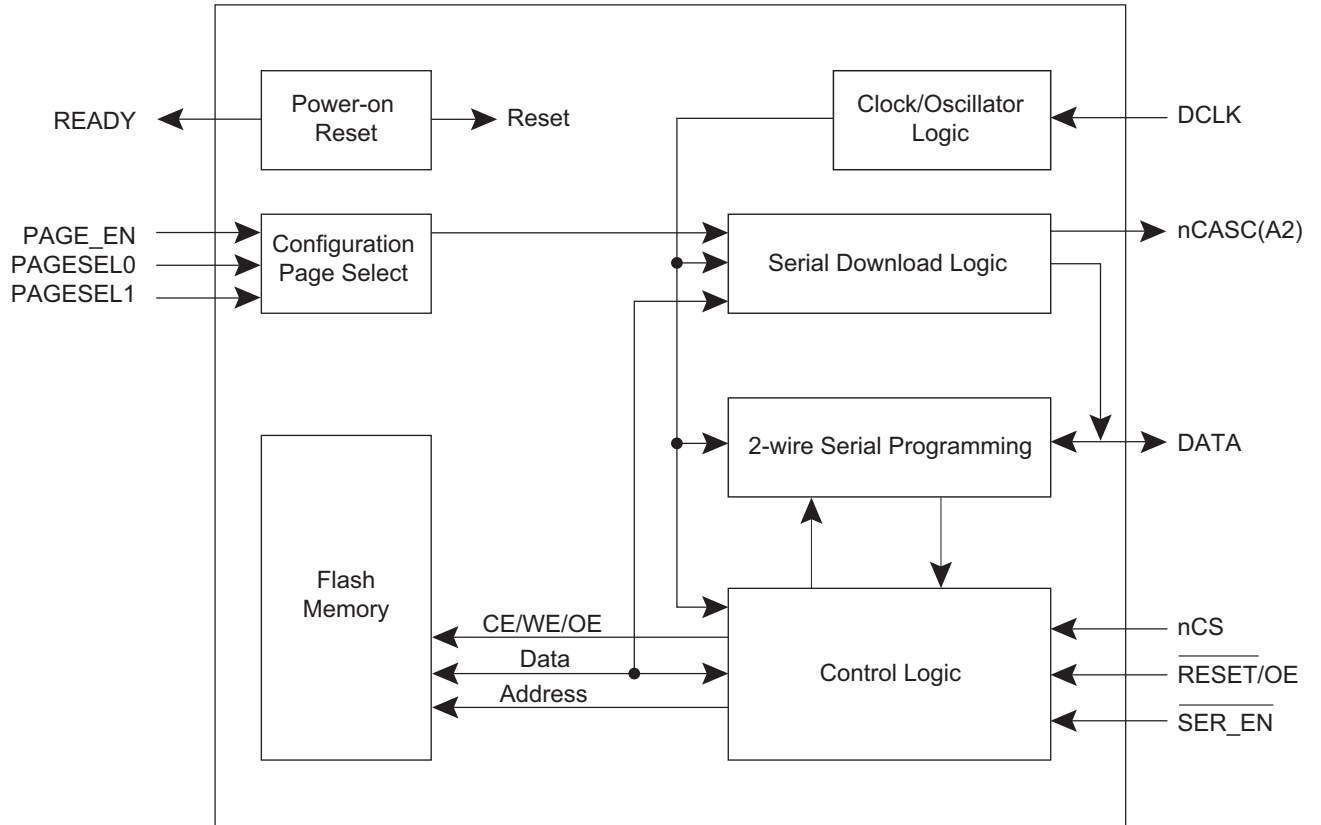 READY
Power-on
Reset
Reset
Clock/Oscillator
Logic
DCLK
PAGE_EN
PAGESEL0
PAGESEL1
Configuration
Page Select
Serial Download Logic
nCASC(A2)
2-wire Serial Programming
DATA
Flash
Memory
CE/WE/OE
Data
Address
Control Logic
nCS
RESET/OE
SER_EN